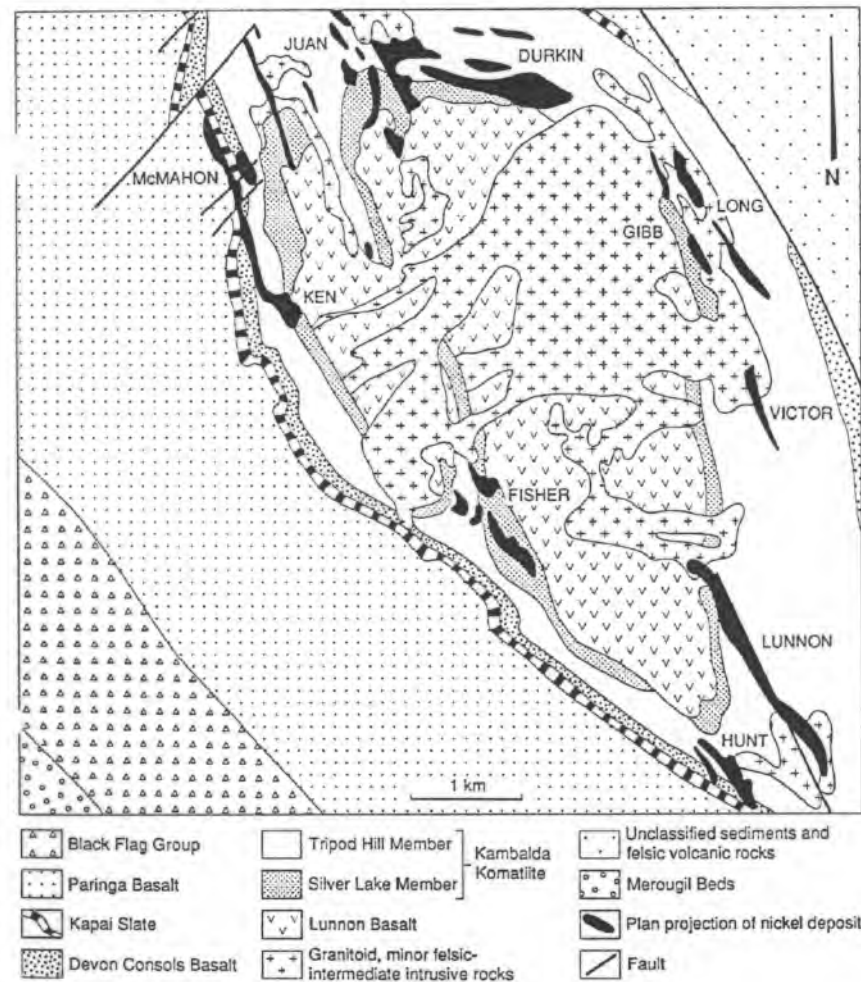 JUAN
DURKIN
McMAHON
N
LONG
GIBB
KEN
VICTOR
FISHER
LUNNON
HUNT
1 km
Black Flag Group
Paringa Basalt
Kapai Slate
Devon Consols Basalt
Tripod Hill Member
Silver Lake Member
Kambalda
Komatiite
Lunnon Basalt
Granitoid, minor felsic-
intermediate intrusive rocks
Unclassified sediments and
felsic volcanic rocks
Merougil Beds
Plan projection of nickel deposit
Fault